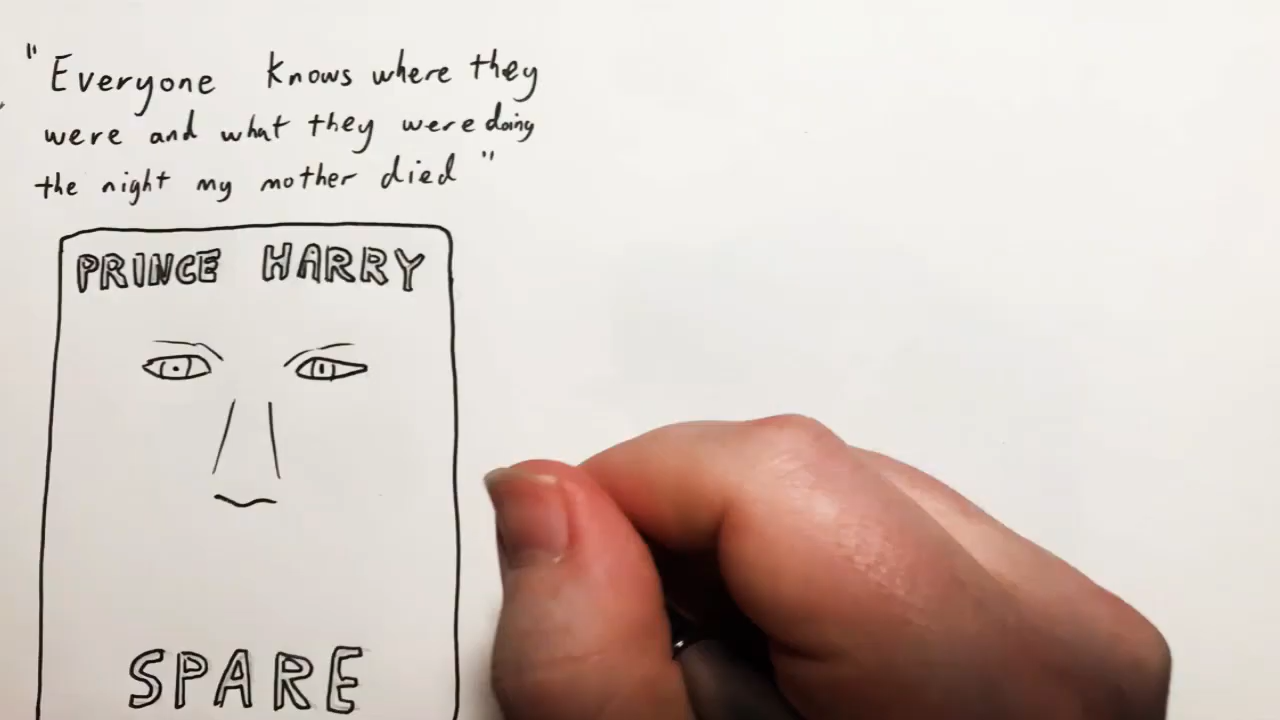 "Everyone knows where they
were and what they were doing
the night my mother died"
PRINCE HARRY
SPARE